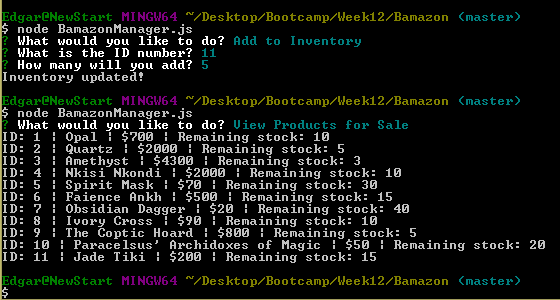 Edgar@NewStart MINGW64 ~/Desktop/Bootcamp/Week12/Bamazon (master)
$ node BamazonManager.js
? What would you like to do? Add to Inventory
? What is the ID number? 11
? How many will you add? 5
Inventory updated!
Edgar@NewStart MINGW64 ~/Desktop/Bootcamp/Week12/Bamazon (master)
$ node BamazonManager.js
? What would you like to do? View Products for Sale
ID: 1 | Opal | $700 | Remaining stock: 10
ID: 2 | Quartz | $2000 | Remaining stock: 5
ID: 3 | Amethyst | $4300 | Remaining stock: 3
ID: 4 | Nkisi Nkondi | $2000 | Remaining stock: 10
ID: 5 | Spirit Mask | $70 | Remaining stock: 30
ID: 6 | Faience Ankh | $500 | Remaining stock: 15
ID: 7 | Obsidian Dagger | $20 | Remaining stock: 40
ID: 8 | Ivory Cross | $90 | Remaining stock: 10
ID: 9 | The Coptic Hoard | $800 | Remaining stock: 5
ID: 10 | Paracelsus' Archidoxes of Magic | $50 | Remaining stock: 20
ID: 11 | Jade Tiki | $200 | Remaining stock: 15
Edgar@NewStart MINGW64 ~/Desktop/Bootcamp/Week12/Bamazon (master)
$